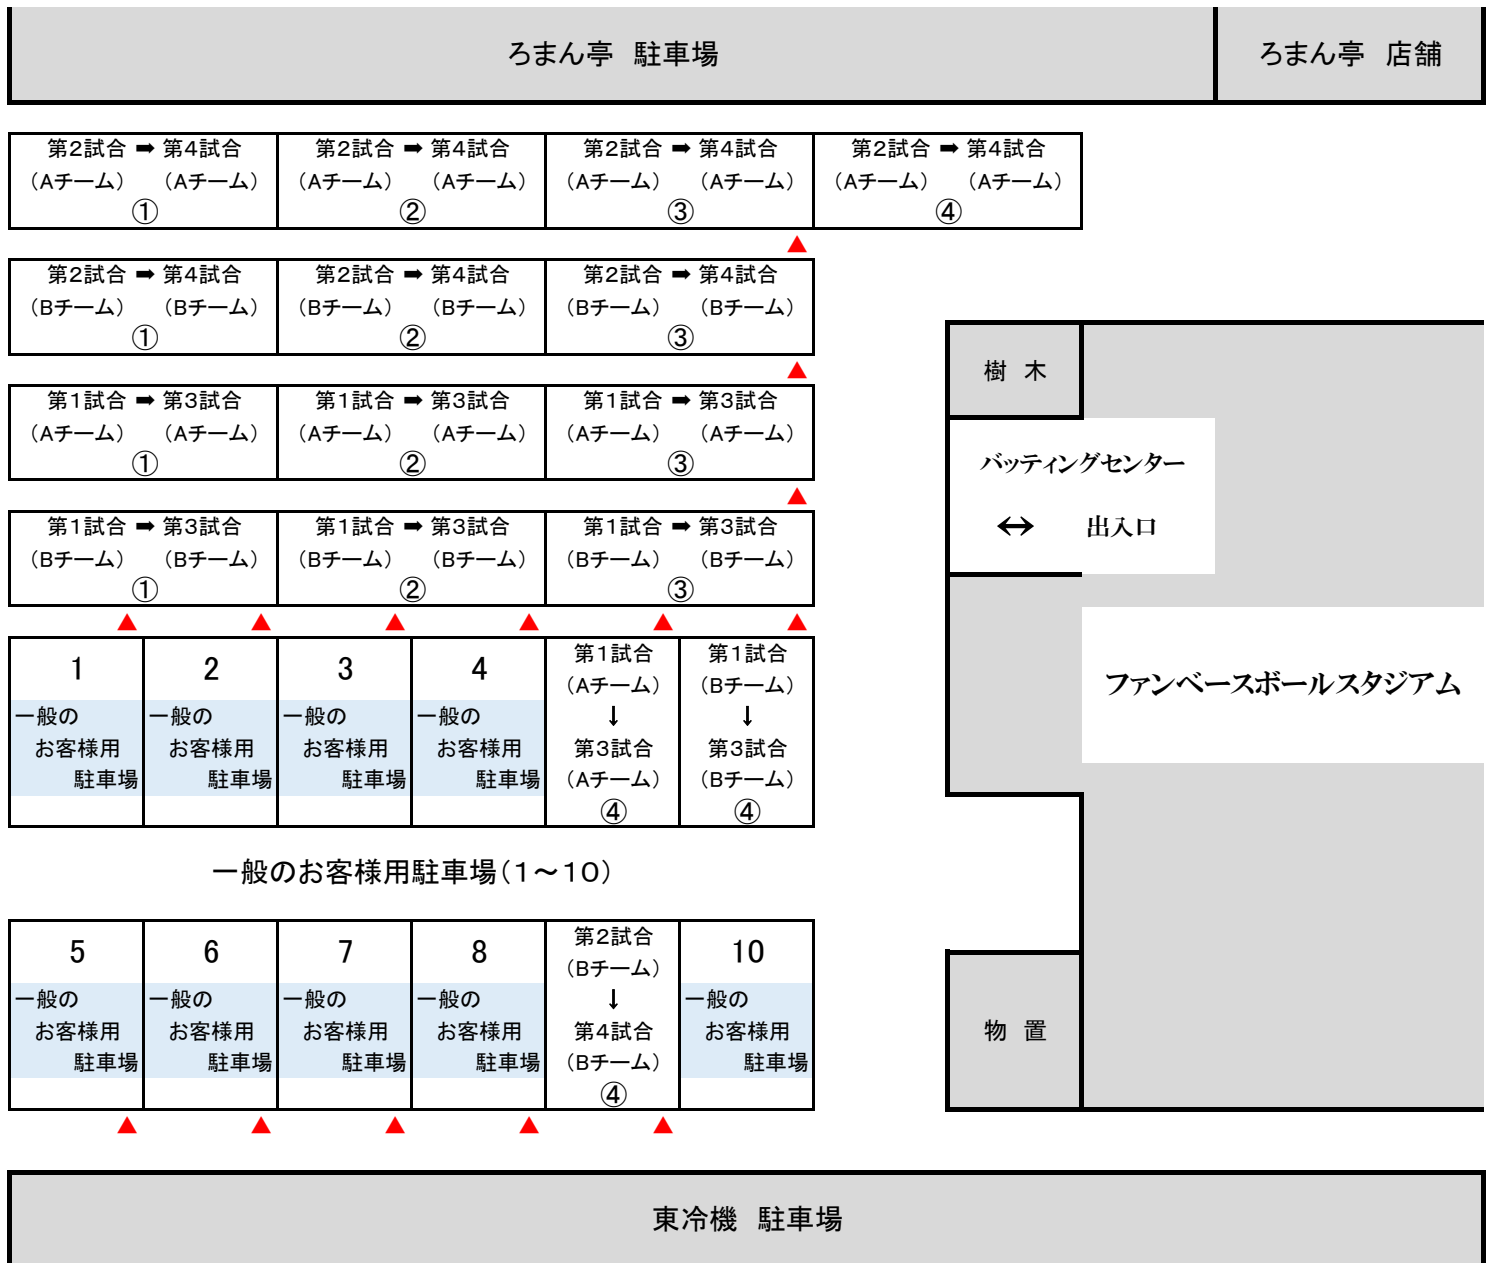 ろまん亭　駐車場
ろまん亭　店舗
第2試合 ➡ 第4試合
（Aチーム）　（Aチーム）
①
第2試合 ➡ 第4試合
（Aチーム）　（Aチーム）
②
第2試合 ➡ 第4試合
（Aチーム）　（Aチーム）
③
第2試合 ➡ 第4試合
（Aチーム）　（Aチーム）
④
第2試合 ➡ 第4試合
（Bチーム）　（Bチーム）
①
第2試合 ➡ 第4試合
（Bチーム）　（Bチーム）
②
第2試合 ➡ 第4試合
（Bチーム）　（Bチーム）
③
第1試合 ➡ 第3試合
（Aチーム）　（Aチーム）
①
第1試合 ➡ 第3試合
（Aチーム）　（Aチーム）
②
第1試合 ➡ 第3試合
（Aチーム）　（Aチーム）
③
第1試合 ➡ 第3試合
（Bチーム）　（Bチーム）
①
第1試合 ➡ 第3試合
（Bチーム）　（Bチーム）
②
第1試合 ➡ 第3試合
（Bチーム）　（Bチーム）
③
樹　木
バッティングセンター
↔　出入口
ファンベースボールスタジアム
1
一般の
お客様用
駐車場
2
一般の
お客様用
駐車場
3
一般の
お客様用
駐車場
4
一般の
お客様用
駐車場
第1試合
（Aチーム）
↓
第3試合
（Aチーム）
④
第1試合
（Bチーム）
↓
第3試合
（Bチーム）
④
一般のお客様用駐車場（1～10）
5
一般の
お客様用
駐車場
6
一般の
お客様用
駐車場
7
一般の
お客様用
駐車場
8
一般の
お客様用
駐車場
第2試合
（Bチーム）
↓
第4試合
（Bチーム）
④
10
一般の
お客様用
駐車場
物　置
東冷機　駐車場